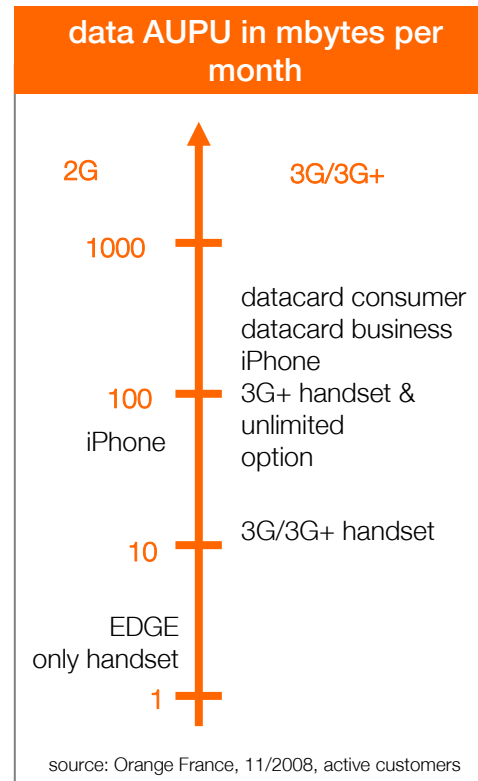 data AUPU in mbytes per
month
2G
3G/3G+
1000
datacard consumer
datacard business
iPhone
100
3G+ handset &
unlimited
iPhone
option
10
3G/3G+ handset
EDGE
only handset
1
source: Orange France, 11/2008, active customers